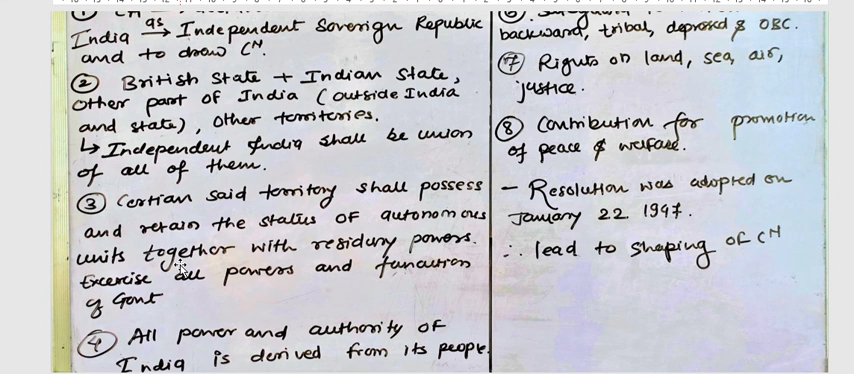 India as → Independent Soverign Republic
and to draw CN.
② British State + Indian State,
other part of India (outside India
and state), other territories.
↳ Independent India shall be union
of all of them.
③ Certian said territory shall possess
and retain the status of autonomous
units together with residury powers.
Excercise all powers and function
of Govt
④ All power and authority of
India is derived from its people.
backward, tribal, depresed & OBC.
⑦ Rights on land, sea, air,
justice.
⑧ Contribution for promotion
of peace & welfare.
- Resolution was adopted on
January 22 1947.
∴ lead to shaping of CN